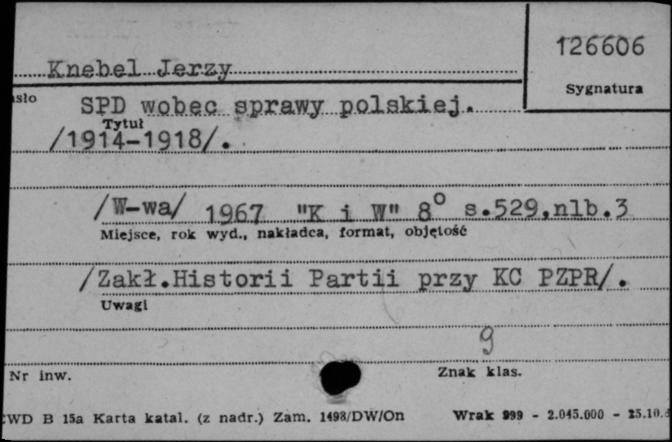 126606
Knebel Jerzy
Sygnatura
SPD wobec sprawy polskiej.
Tytuł
/1914-1918/.
/W-wa/ 1967 "K i W" 8° s.529,nlb.3
Miejsce, rok wyd., nakładca, format, objętość
/Zakł.Historii Partii przy KC PZPR/.
Uwagi
9
Nr inw.
Znak klas.
WD B 15a Karta katal. (z nadr.) Zam. 1498/DW/On Wrak 999 - 2.045.000 - 25.10.